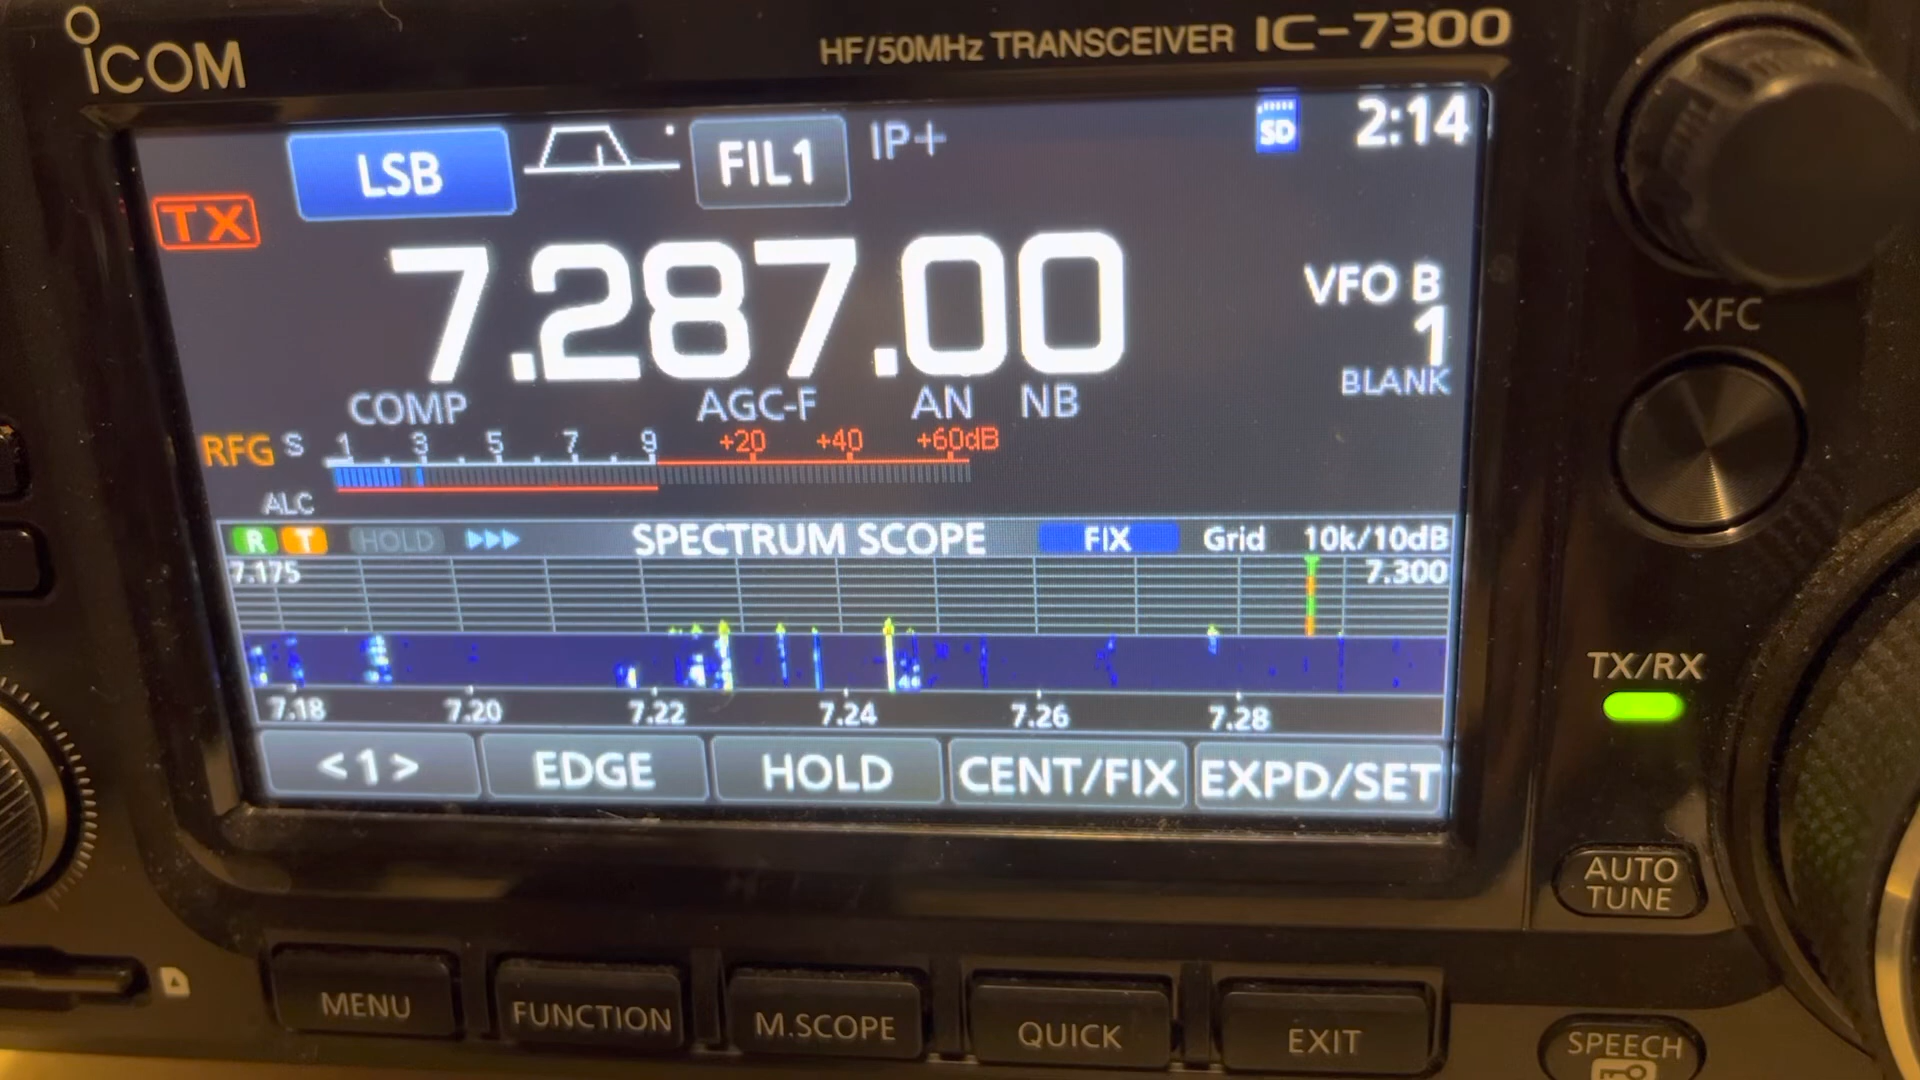 ICOM
HF/50MHz TRANSCEIVER IC-7300
LSB FIL1 IP+ SD 2:14
TX
7.287.00
VFO B
1
BLANK
COMP AGC-F AN NB
RFG S 1 3 5 7 9 +20 +40 +60dB
ALC
R T HOLD SPECTRUM SCOPE FIX Grid 10k/10dB
7.175 7.300
7.18 7.20 7.22 7.24 7.26 7.28
<1> EDGE HOLD CENT/FIX EXPD/SET
XFC
TX/RX
AUTO
TUNE
MENU FUNCTION M.SCOPE QUICK EXIT
SPEECH